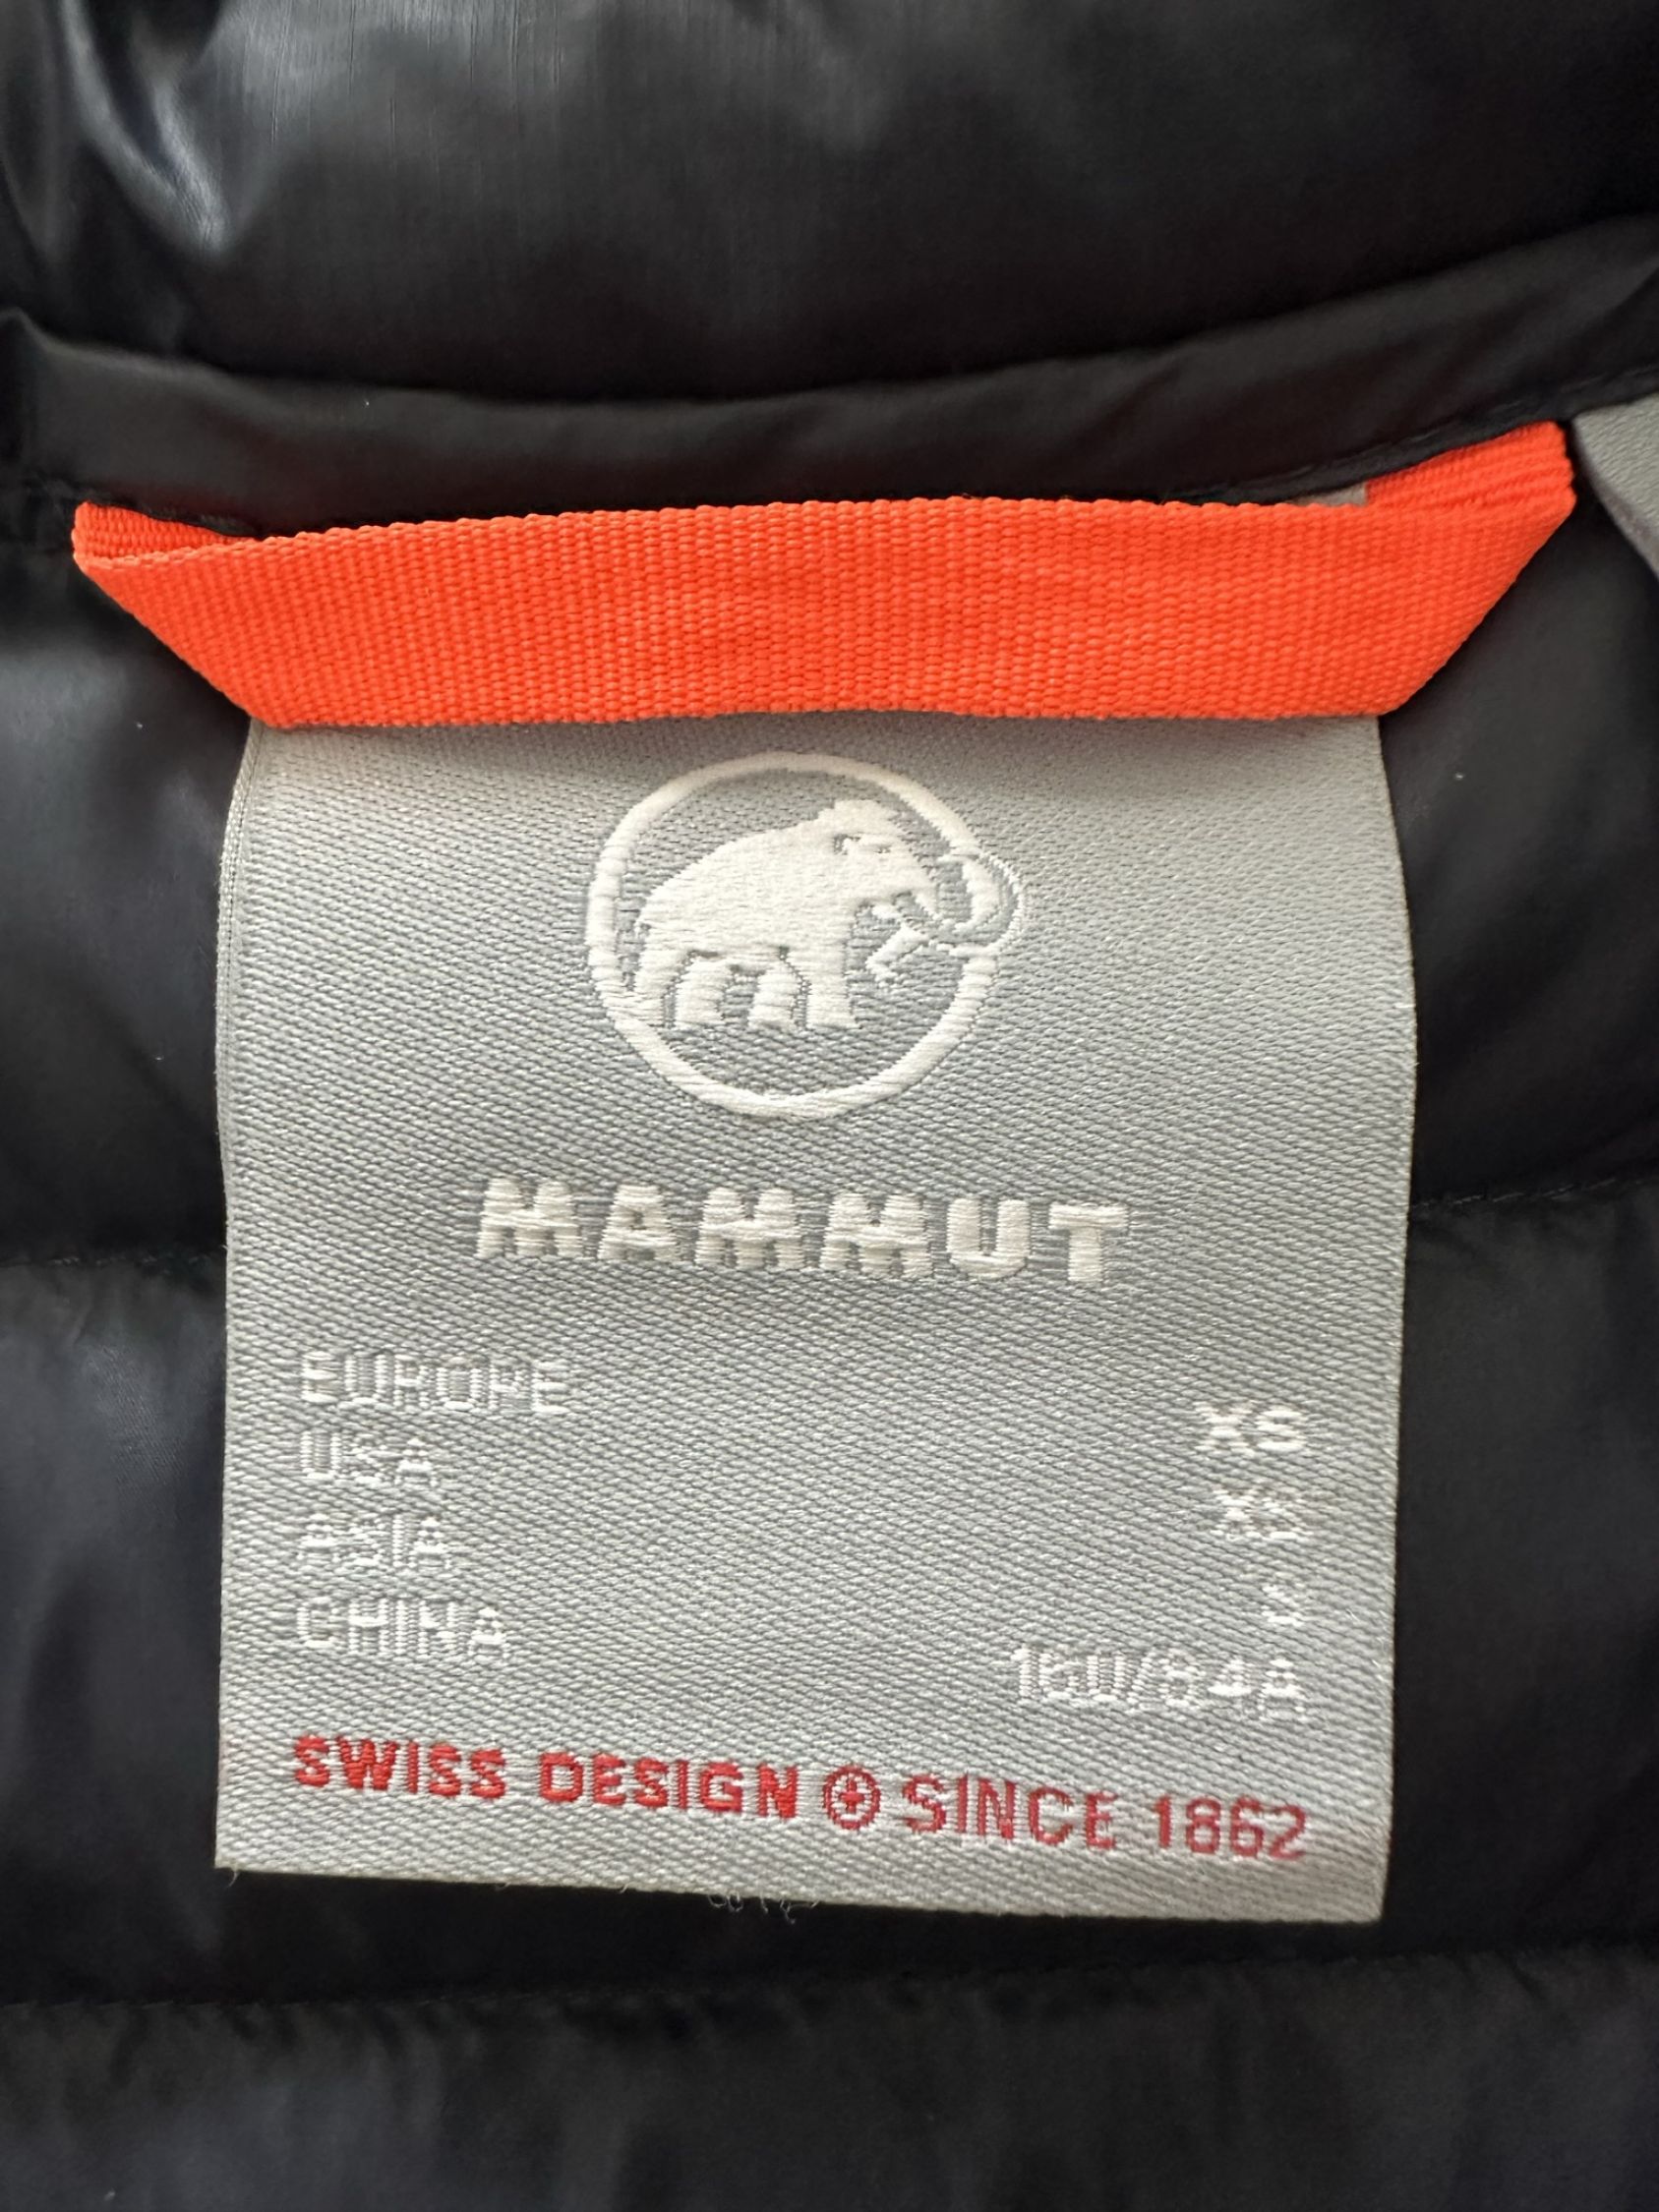 MAMMUT
EUROPE XS
USA XS
ASIA S
CHINA 160/84A
SWISS DESIGN SINCE 1862